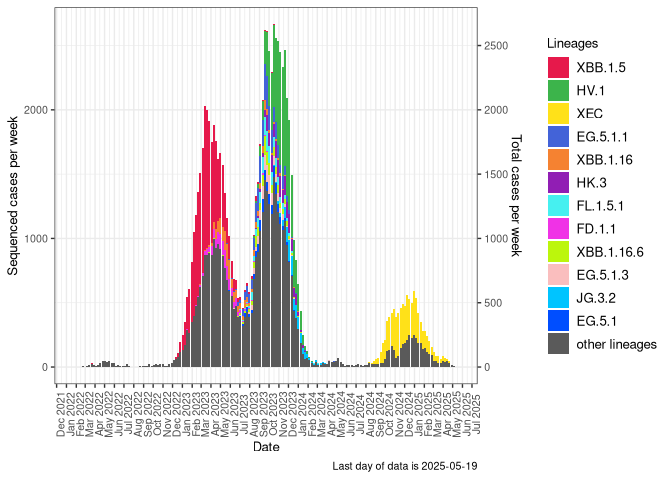 Lineages
XBB.1.5
HV.1
XEC
EG.5.1.1
XBB.1.16
HK.3
FL.1.5.1
FD.1.1
XBB.1.16.6
EG.5.1.3
JG.3.2
EG.5.1
other lineages
Sequenced cases per week
2000
1000
0
Total cases per week
2500
2000
1500
1000
500
0
Dec 2021
Jan 2022
Feb 2022
Mar 2022
Apr 2022
May 2022
Jun 2022
Jul 2022
Aug 2022
Sep 2022
Oct 2022
Nov 2022
Dec 2022
Jan 2023
Feb 2023
Mar 2023
Apr 2023
May 2023
Jun 2023
Jul 2023
Aug 2023
Sep 2023
Oct 2023
Nov 2023
Dec 2023
Jan 2024
Feb 2024
Mar 2024
Apr 2024
May 2024
Jun 2024
Jul 2024
Aug 2024
Sep 2024
Oct 2024
Nov 2024
Dec 2024
Jan 2025
Feb 2025
Mar 2025
Apr 2025
May 2025
Jun 2025
Jul 2025
Date
Last day of data is 2025-05-19